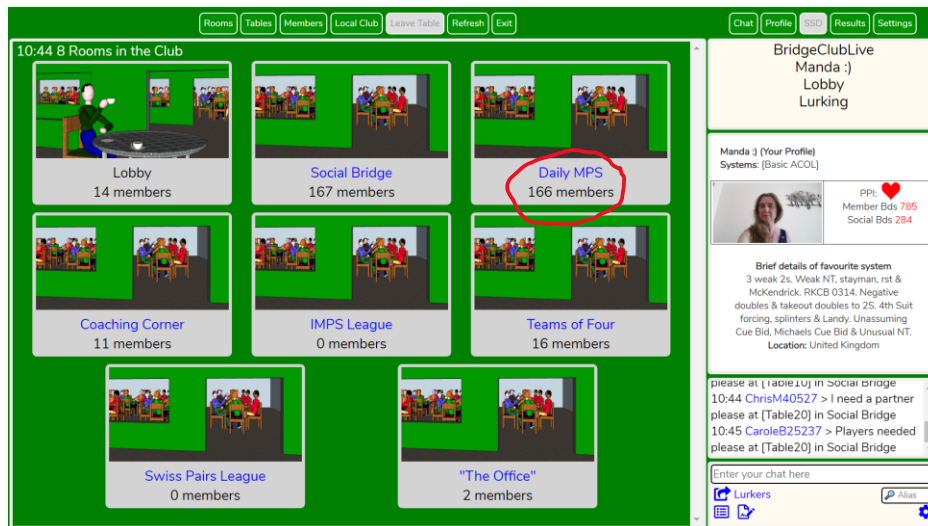 Rooms Tables Members Local Club Leave Table Refresh Exit Chat Profile SSD Results Settings
10:44 8 Rooms in the Club
Lobby
14 members
Social Bridge
167 members
Daily MPS
166 members
Coaching Corner
11 members
IMPS League
0 members
Teams of Four
16 members
Swiss Pairs League
0 members
"The Office"
2 members
BridgeClubLive
Manda :)
Lobby
Lurking
Manda :) (Your Profile)
Systems: [Basic ACOL]
PPI:
Member Bds 785
Social Bds 284
Brief details of favourite system
3 weak 2s. Weak NT, stayman, rst &
McKendrick. RKCB 0314. Negative
doubles & takeout doubles to 2S. 4th Suit
forcing, splinters & Landy. Unassuming
Cue Bid, Michaels Cue Bid & Unusual NT.
Location: United Kingdom
please at [Table10] in Social Bridge
10:44 ChrisM40527 > I need a partner
please at [Table20] in Social Bridge
10:45 CaroleB25237 > Players needed
please at [Table20] in Social Bridge
Enter your chat here
Lurkers
Alias